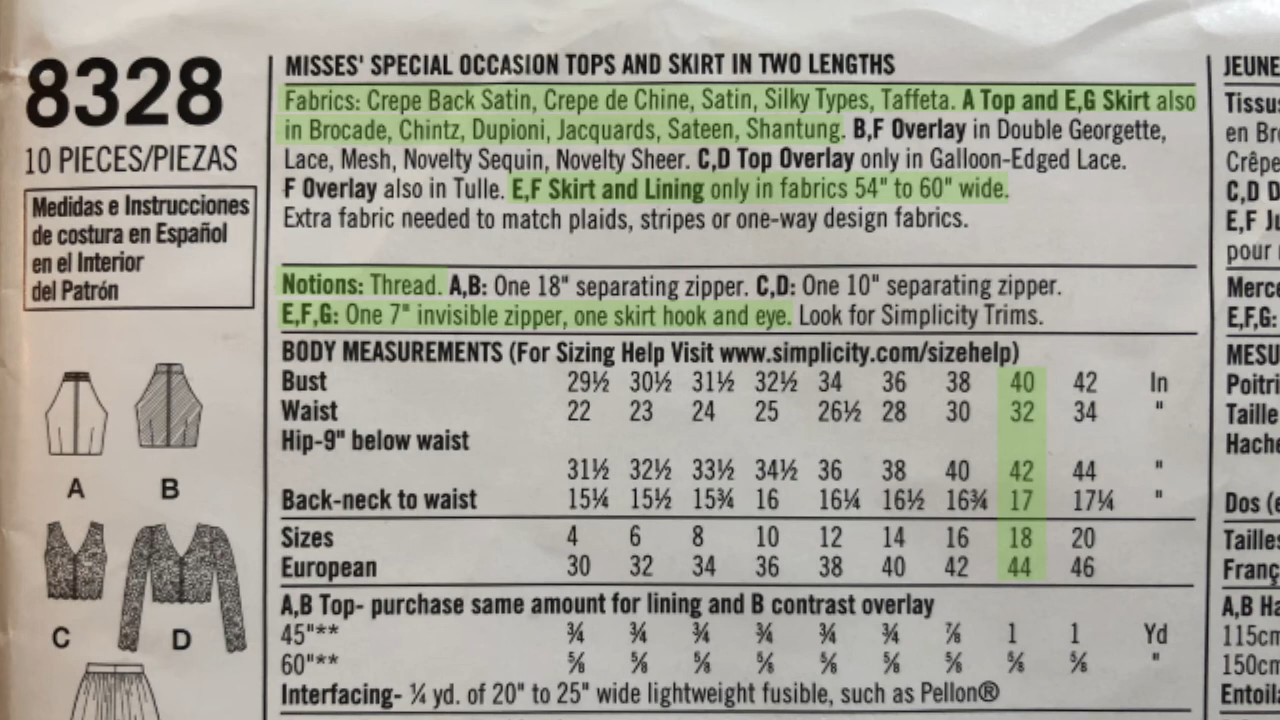 8328
10 PIECES/PIEZAS
Medidas e Instrucciones
de costura en Español
en el Interior
del Patrón
A B
C D
MISSES' SPECIAL OCCASION TOPS AND SKIRT IN TWO LENGTHS
Fabrics: Crepe Back Satin, Crepe de Chine, Satin, Silky Types, Taffeta. A Top and E,G Skirt also
in Brocade, Chintz, Dupioni, Jacquards, Sateen, Shantung. B,F Overlay in Double Georgette,
Lace, Mesh, Novelty Sequin, Novelty Sheer. C,D Top Overlay only in Galloon-Edged Lace.
F Overlay also in Tulle. E,F Skirt and Lining only in fabrics 54" to 60" wide.
Extra fabric needed to match plaids, stripes or one-way design fabrics.
Notions: Thread. A,B: One 18" separating zipper. C,D: One 10" separating zipper.
E,F,G: One 7" invisible zipper, one skirt hook and eye. Look for Simplicity Trims.
BODY MEASUREMENTS (For Sizing Help Visit www.simplicity.com/sizehelp)
Bust 29½ 30½ 31½ 32½ 34 36 38 40 42 In
Waist 22 23 24 25 26½ 28 30 32 34 "
Hip-9" below waist
31½ 32½ 33½ 34½ 36 38 40 42 44 "
Back-neck to waist 15¼ 15½ 15¾ 16 16¼ 16½ 16¾ 17 17¼ "
Sizes 4 6 8 10 12 14 16 18 20
European 30 32 34 36 38 40 42 44 46
A,B Top- purchase same amount for lining and B contrast overlay
45"** ¾ ¾ ¾ ¾ ¾ ¾ ⅞ 1 1 Yd
60"** ⅝ ⅝ ⅝ ⅝ ⅝ ⅝ ⅝ ⅝ ⅝ "
Interfacing- ¼ yd. of 20" to 25" wide lightweight fusible, such as Pellon®
JEUNE
Tissu
en Bro
Crêpe
C,D D
E,F
pour
Merce
E,F,G:
MESU
Poitri
Taille
Hache
Dos (
Tailles
Franç
A,B Ha
115cm
150cm
Entoil